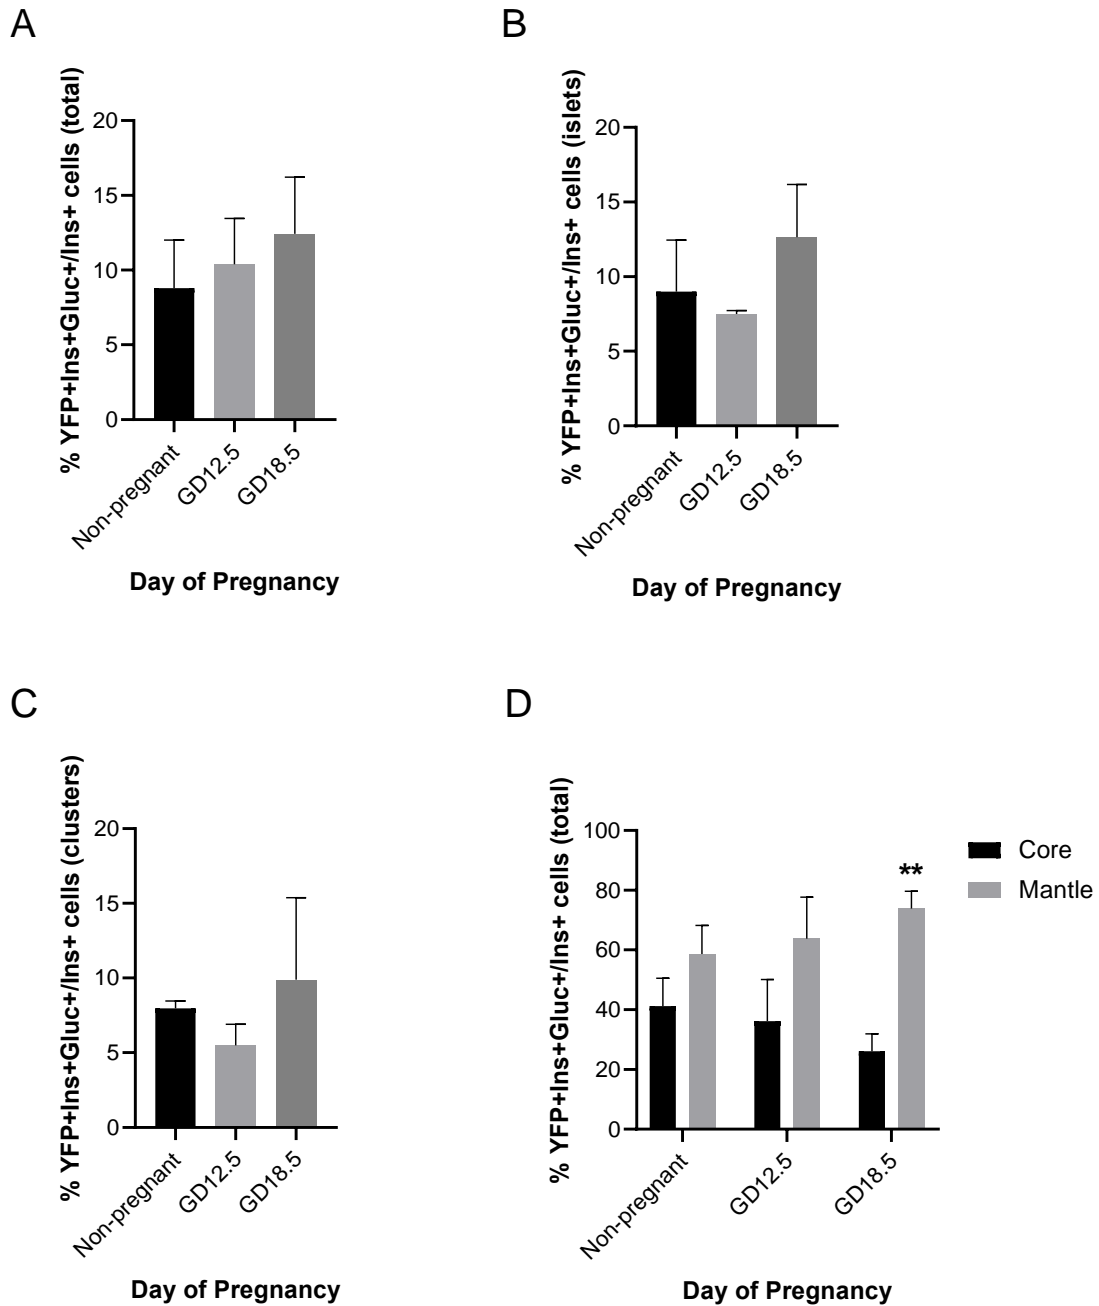 A
% YFP+Ins+Gluc+/Ins+ cells (total)
20
15
10
5
0
Non-pregnant
GD12.5
GD18.5
Day of Pregnancy
B
% YFP+Ins+Gluc+/Ins+ cells (islets)
20
15
10
5
0
Non-pregnant
GD12.5
GD18.5
Day of Pregnancy
C
% YFP+Ins+Gluc+/Ins+ cells (clusters)
20
15
10
5
0
Non-pregnant
GD12.5
GD18.5
Day of Pregnancy
D
% YFP+Ins+Gluc+/Ins+ cells (total)
100
80
60
40
20
0
**
Core
Mantle
Non-pregnant
GD12.5
GD18.5
Day of Pregnancy